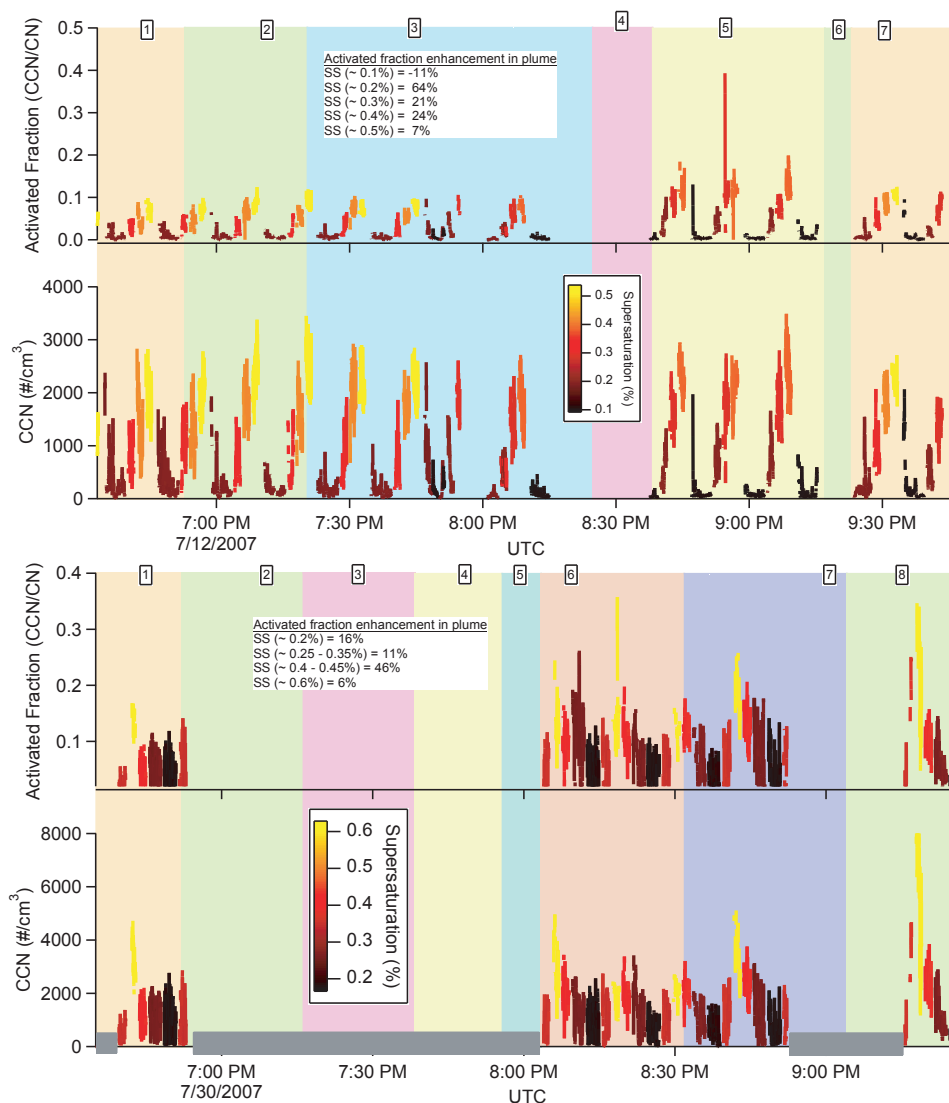 1
2
3
4
5
6
7
0.5
0.4
0.3
0.2
0.1
0.0
Activated Fraction (CCN/CN)
Activated fraction enhancement in plume
SS (~ 0.1%) = -11%
SS (~ 0.2%) = 64%
SS (~ 0.3%) = 21%
SS (~ 0.4%) = 24%
SS (~ 0.5%) = 7%
4000
3000
2000
1000
0
CCN (#/cm3)
0.5
0.4
0.3
0.2
0.1
Supersaturation (%)
7:00 PM
7:30 PM
8:00 PM
8:30 PM
9:00 PM
9:30 PM
7/12/2007
UTC
1
2
3
4
5
6
7
8
0.4
0.3
0.2
0.1
Activated Fraction (CCN/CN)
Activated fraction enhancement in plume
SS (~ 0.2%) = 16%
SS (~ 0.25 - 0.35%) = 11%
SS (~ 0.4 - 0.45%) = 46%
SS (~ 0.6%) = 6%
8000
6000
4000
2000
0
CCN (#/cm3)
0.6
0.5
0.4
0.3
0.2
Supersaturation (%)
7:00 PM
7:30 PM
8:00 PM
8:30 PM
9:00 PM
7/30/2007
UTC